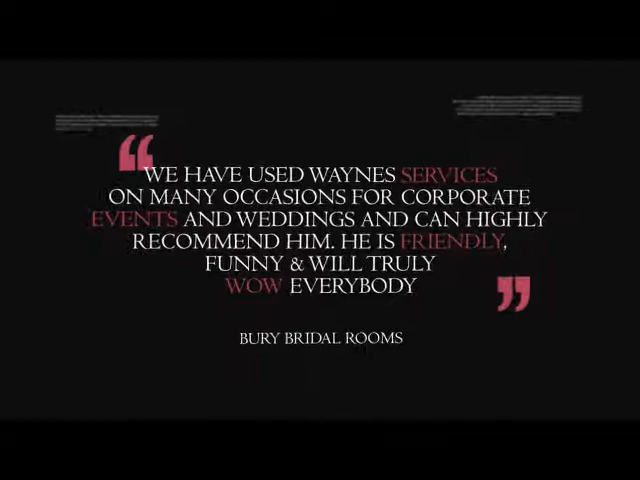 “WE HAVE USED WAYNES SERVICES
ON MANY OCCASIONS FOR CORPORATE
EVENTS AND WEDDINGS AND CAN HIGHLY
RECOMMEND HIM. HE IS FRIENDLY,
FUNNY & WILL TRULY
WOW EVERYBODY”
BURY BRIDAL ROOMS